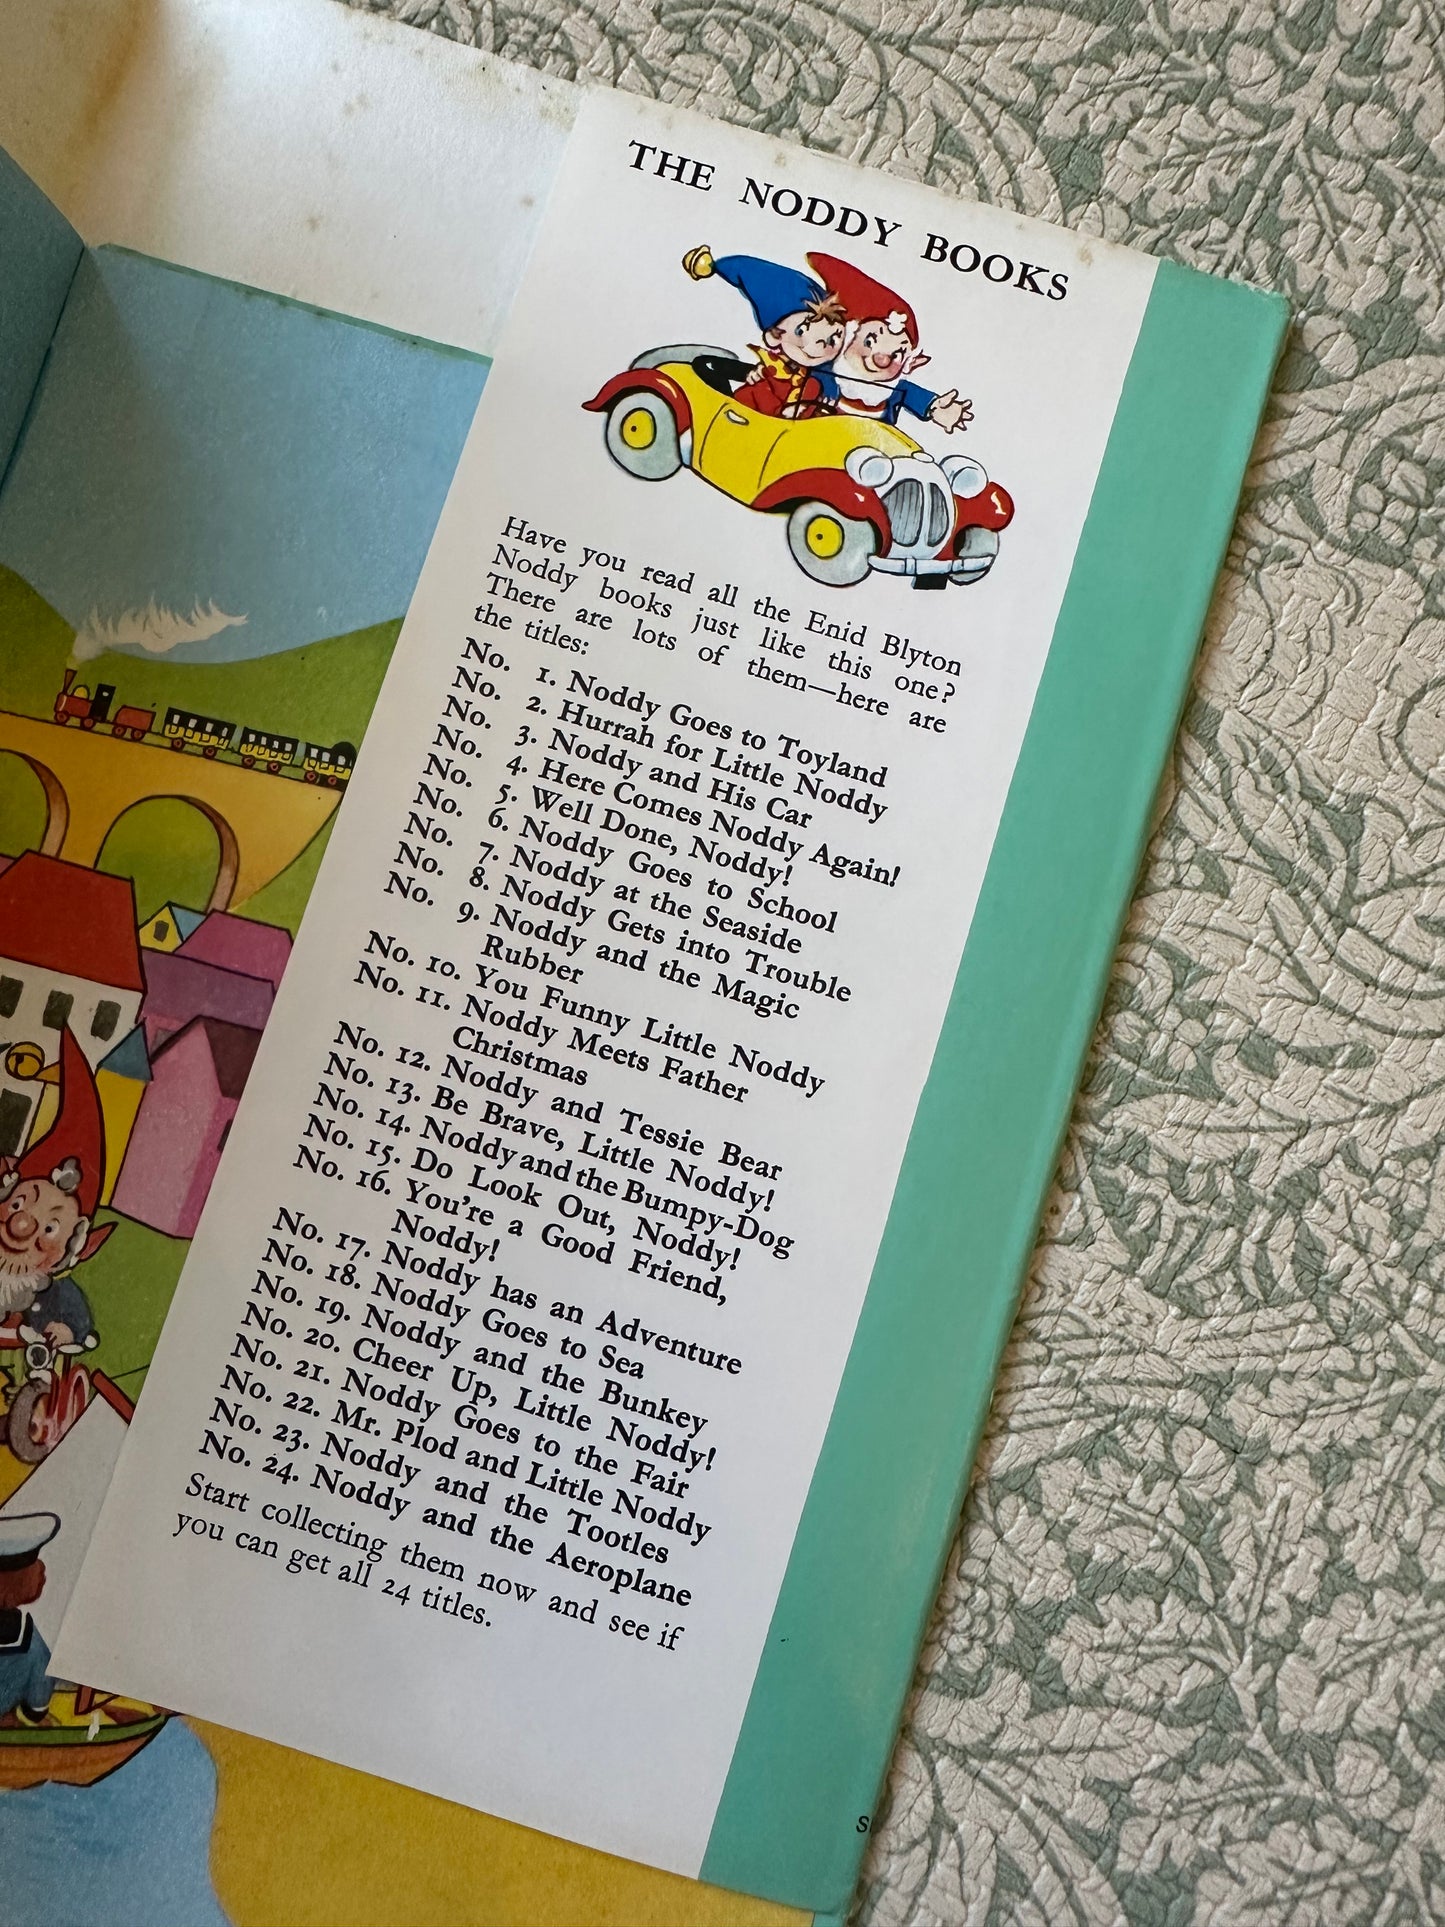 THE NODDY BOOKS
Have you read all the Enid Blyton
Noddy books just like this one?
There are lots of them—here are
the titles:
No. 1. Noddy Goes to Toyland
No. 2. Hurrah for Little Noddy
No. 3. Noddy and His Car
No. 4. Here Comes Noddy Again!
No. 5. Well Done, Noddy!
No. 6. Noddy Goes to School
No. 7. Noddy at the Seaside
No. 8. Noddy Gets into Trouble
No. 9. Noddy and the Magic
Rubber
No. 10. You Funny Little Noddy
No. 11. Noddy Meets Father
Christmas
No. 12. Noddy and Tessie Bear
No. 13. Be Brave, Little Noddy!
No. 14. Noddy and the Bumpy-Dog
No. 15. Do Look Out, Noddy!
No. 16. You're a Good Friend,
Noddy!
No. 17. Noddy has an Adventure
No. 18. Noddy Goes to Sea
No. 19. Noddy and the Bunkey
No. 20. Cheer Up, Little Noddy!
No. 21. Noddy Goes to the Fair
No. 22. Mr. Plod and Little Noddy
No. 23. Noddy and the Tootles
No. 24. Noddy and the Aeroplane
Start collecting them now and see if
you can get all 24 titles.